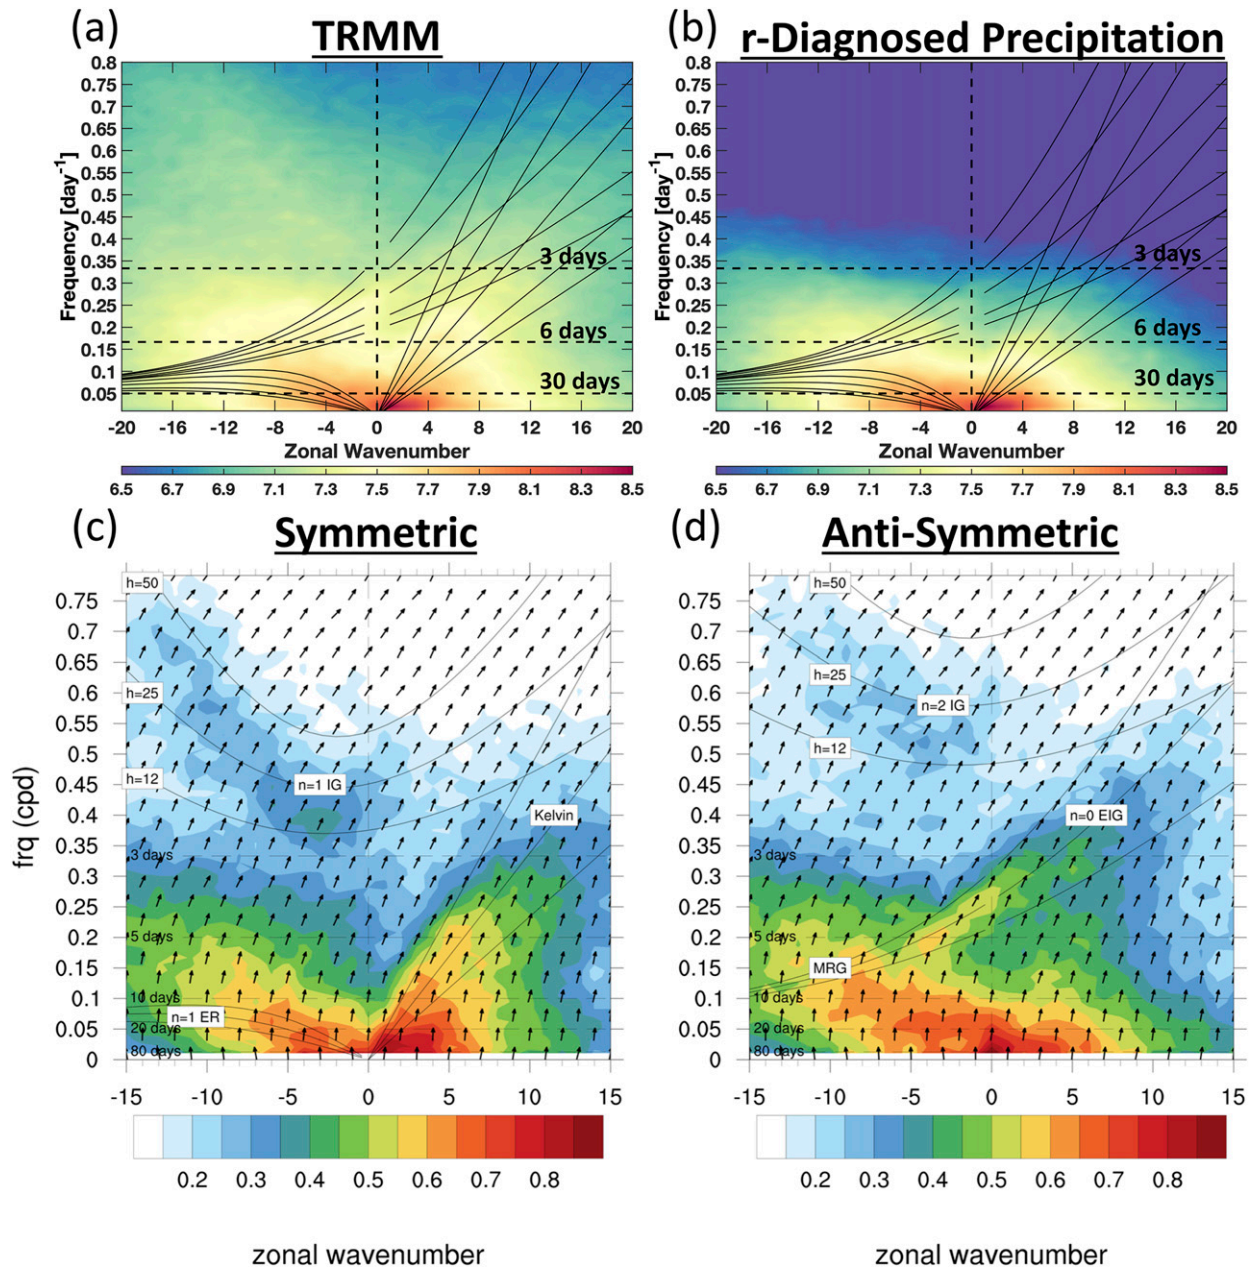 (a) TRMM
(b) r-Diagnosed Precipitation
0.8
0.75
0.7
0.65
0.6
0.55
0.5
0.45
0.4
0.35
0.3
0.25
0.2
0.15
0.1
0.05
Frequency [day-1]
3 days
6 days
30 days
-20 -16 -12 -8 -4 0 4 8 12 16 20
Zonal Wavenumber
6.5 6.7 6.9 7.1 7.3 7.5 7.7 7.9 8.1 8.3 8.5
0.8
0.75
0.7
0.65
0.6
0.55
0.5
0.45
0.4
0.35
0.3
0.25
0.2
0.15
0.1
0.05
Frequency [day-1]
3 days
6 days
30 days
-20 -16 -12 -8 -4 0 4 8 12 16 20
Zonal Wavenumber
6.5 6.7 6.9 7.1 7.3 7.5 7.7 7.9 8.1 8.3 8.5
(c) Symmetric
(d) Anti-Symmetric
0.75
0.7
0.65
0.6
0.55
0.5
0.45
0.4
0.35
0.3
0.25
0.2
0.15
0.1
0.05
0
frq (cpd)
h=50
h=25
h=12
n=1 IG
Kelvin
3 days
5 days
10 days
n=1 ER
20 days
80 days
-15 -10 -5 0 5 10 15
0.2 0.3 0.4 0.5 0.6 0.7 0.8
zonal wavenumber
0.75
0.7
0.65
0.6
0.55
0.5
0.45
0.4
0.35
0.3
0.25
0.2
0.15
0.1
0.05
0
h=50
h=25
n=2 IG
h=12
n=0 EIG
3 days
5 days
MRG
10 days
20 days
80 days
-15 -10 -5 0 5 10 15
0.2 0.3 0.4 0.5 0.6 0.7 0.8
zonal wavenumber